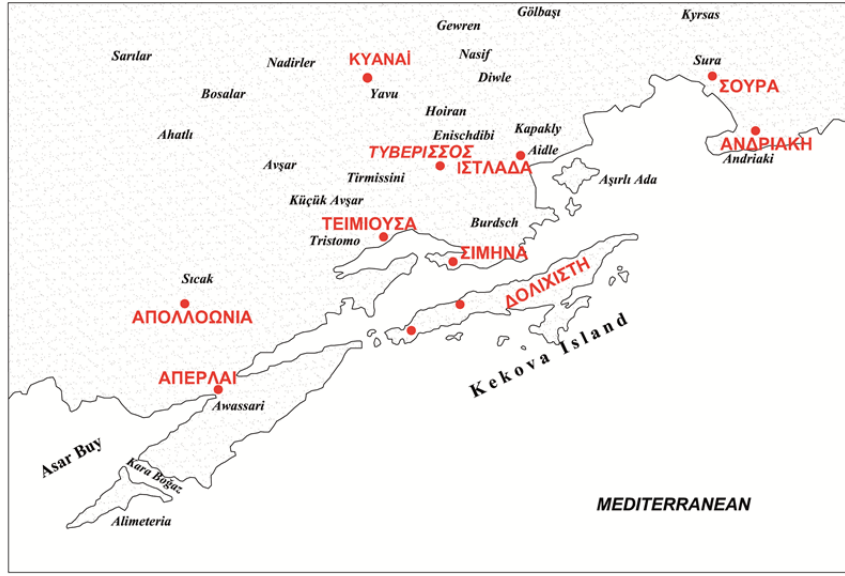 Gölbaşı
Kyrsas
Gewren
Sarılar
Nadirler
ΚΥΑΝΑΊ
Nasif
Sura
Diwle
ΣΟΥΡΑ
Bosalar
Yavu
Hoiran
Ahatlı
Enischdibi
Kapakly
ΑΝΔΡΙΑΚΗ
ΤΥΒΕΡΙΣΣΟΣ
Aidle
Andriaki
Avşar
ΙΣΤΛΑΔΑ
Tirmissini
Aşırlı Ada
Küçük Avşar
ΤΕΙΜΙΟΥΣΑ
Burdsch
Tristomo
ΣΙΜΗΝΑ
Sıcak
ΔΟΛΙΧΙΣΤΗ
ΑΠΟΛΛΟΩΝΙΑ
Kekova Island
ΑΠΕΡΛΑΙ
Awassari
Asar Buy
Kara Boğaz
Alimeteria
MEDITERRANEAN